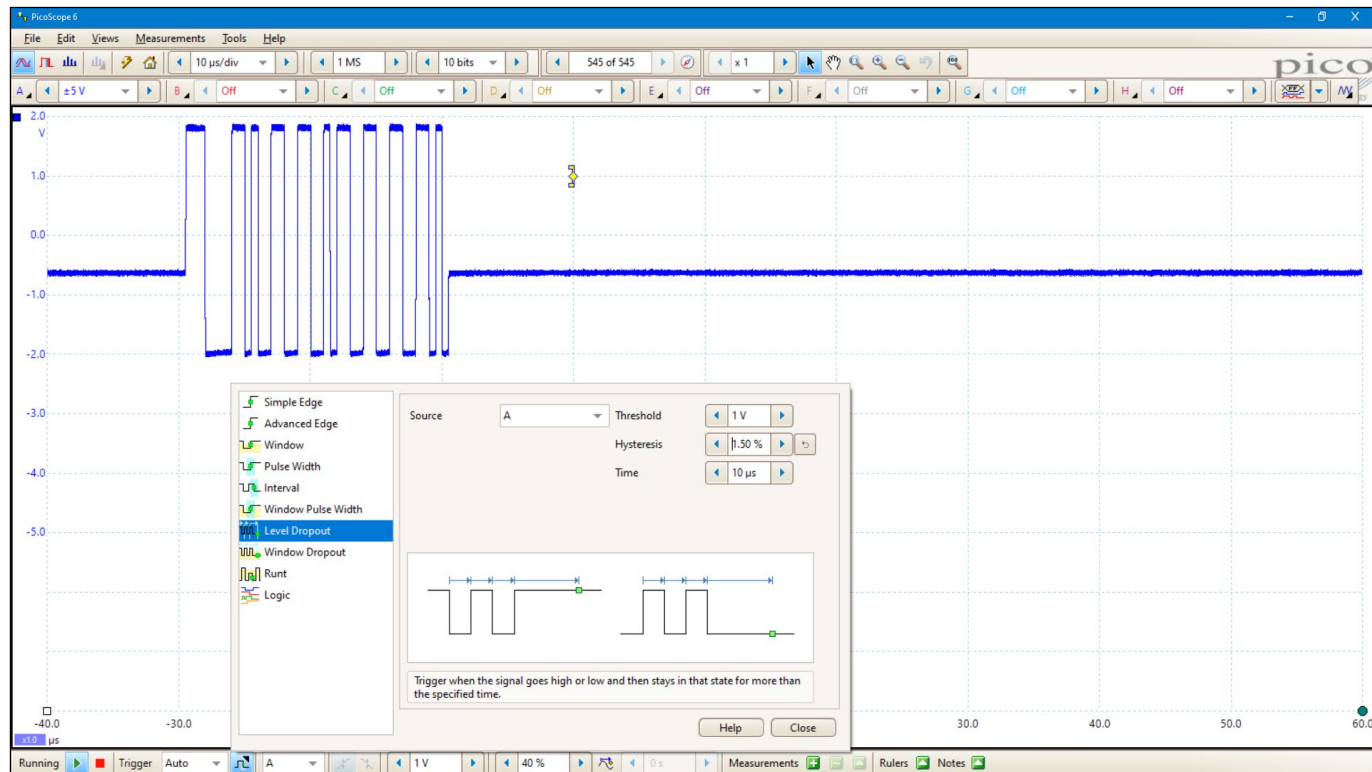 PicoScope 6
File Edit Views Measurements Tools Help
10 µs/div 1 MS 10 bits 545 of 545 x 1
pico
A ±5 V B Off C Off D Off E Off F Off G Off H Off
2.0
V
1.0
0.0
-1.0
-2.0
-3.0
-4.0
-5.0
Simple Edge
Advanced Edge
Window
Pulse Width
Interval
Window Pulse Width
Level Dropout
Window Dropout
Runt
Logic
Source A Threshold 1 V
Hysteresis 1.50 %
Time 10 µs
Trigger when the signal goes high or low and then stays in that state for more than
the specified time.
Help Close
-40.0 -30.0 30.0 40.0 50.0 60.0
x1.0 µs
Running Trigger Auto A 1 V 40 % 0 s Measurements Rulers Notes